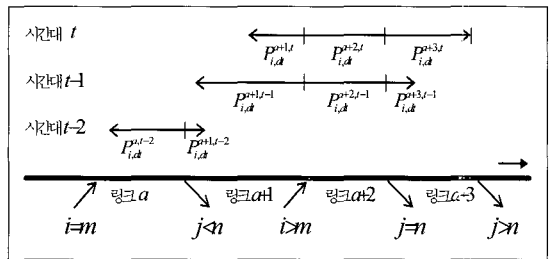 시간대 t
P_{i,dt}^{a+1,t} P_{i,dt}^{a+2,t} P_{i,dt}^{a+3,t}
시간대 t-1
P_{i,dt}^{a+1,t-1} P_{i,dt}^{a+2,t-1} P_{i,dt}^{a+3,t-1}
시간대 t-2
P_{i,dt}^{a,t-2} P_{i,dt}^{a+1,t-2}
링크 a 링크 a+1 링크 a+2 링크 a+3
i=m j<n i>m j=n j>n